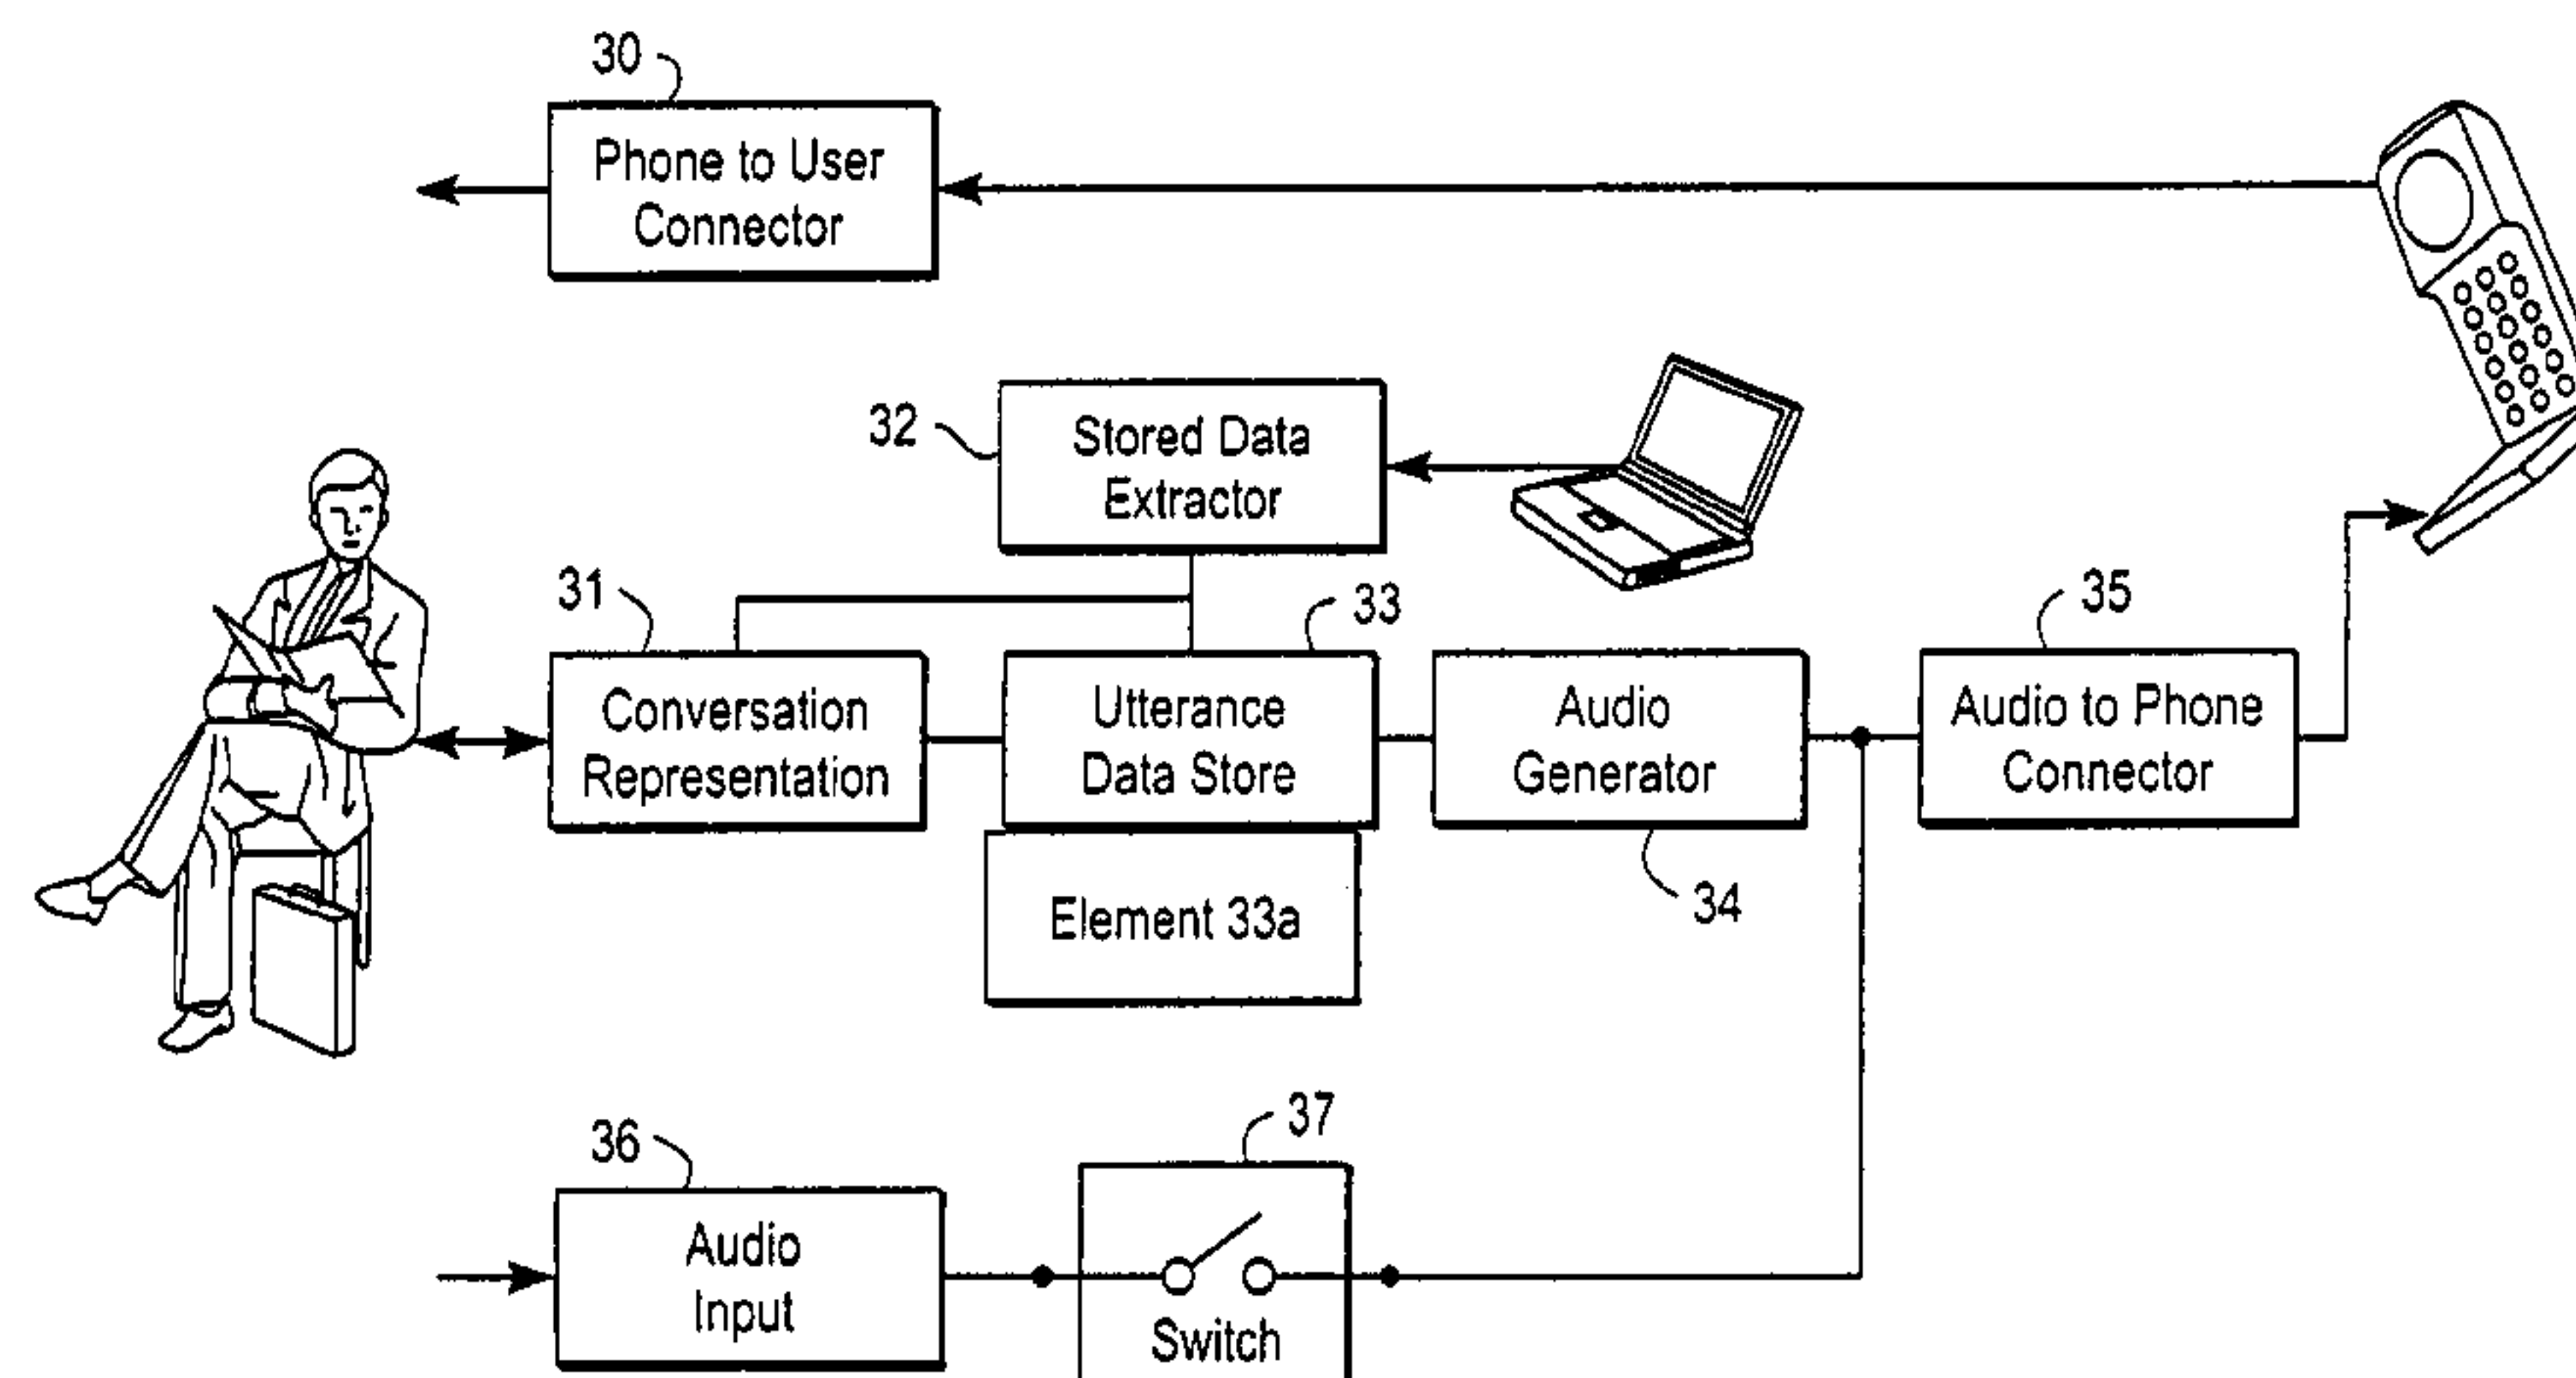 30
Phone to User
Connector
32
Stored Data
Extractor
31
33
35
Conversation
Representation
Utterance
Data Store
Audio
Generator
Audio to Phone
Connector
Element 33a
34
36
37
Audio
Input
Switch